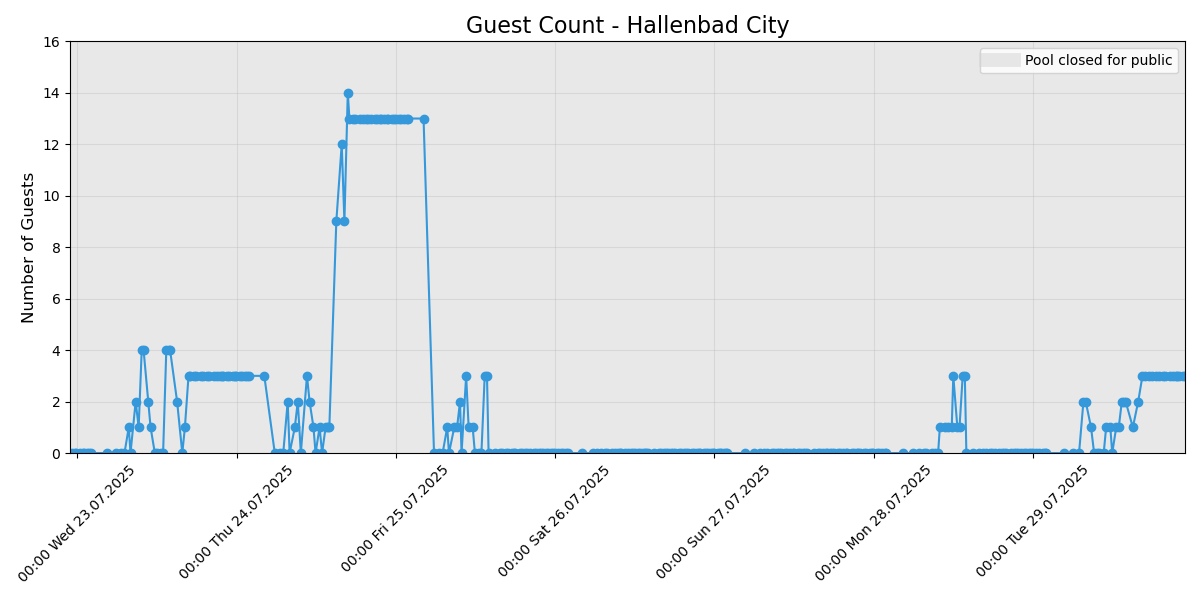 Guest Count - Hallenbad City
Pool closed for public
Number of Guests
16
14
12
10
8
6
4
2
0
00:00 Wed 23.07.2025
00:00 Thu 24.07.2025
00:00 Fri 25.07.2025
00:00 Sat 26.07.2025
00:00 Sun 27.07.2025
00:00 Mon 28.07.2025
00:00 Tue 29.07.2025